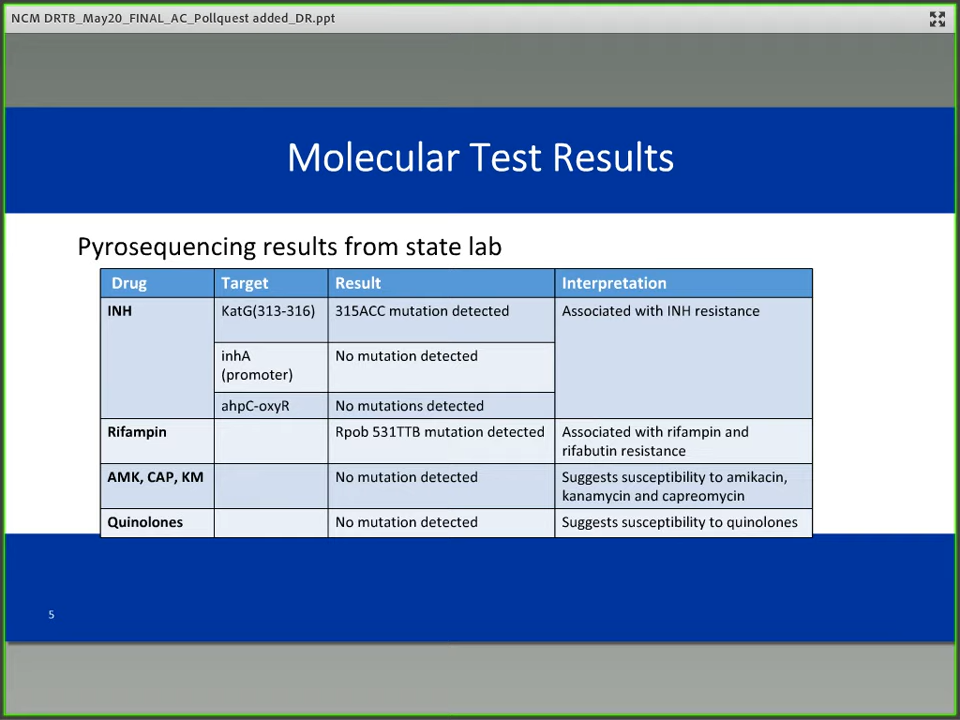 NCM DRTB_May20_FINAL_AC_Pollquest added_DR.ppt
Molecular Test Results
Pyrosequencing results from state lab
Drug Target Result Interpretation
INH KatG(313-316) 315ACC mutation detected Associated with INH resistance
inhA No mutation detected
(promoter)
ahpC-oxyR No mutations detected
Rifampin Rpob 531TTB mutation detected Associated with rifampin and
rifabutin resistance
AMK, CAP, KM No mutation detected Suggests susceptibility to amikacin,
kanamycin and capreomycin
Quinolones No mutation detected Suggests susceptibility to quinolones
5